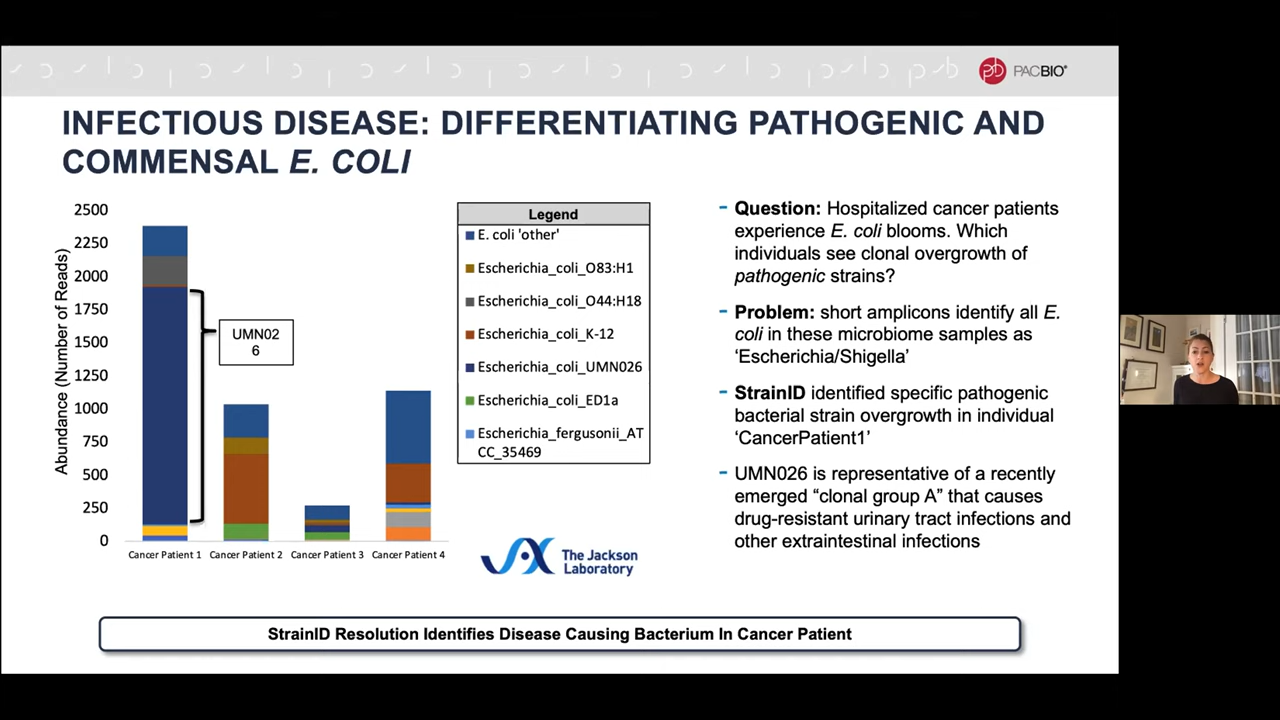 PACBIO®
INFECTIOUS DISEASE: DIFFERENTIATING PATHOGENIC AND
COMMENSAL E. COLI
Abundance (Number of Reads)
2500
2250
2000
1750
1500
1250
1000
750
500
250
0
UMN02
6
Cancer Patient 1
Cancer Patient 2
Cancer Patient 3
Cancer Patient 4
Legend
E. coli 'other'
Escherichia_coli_O83:H1
Escherichia_coli_O44:H18
Escherichia_coli_K-12
Escherichia_coli_UMN026
Escherichia_coli_ED1a
Escherichia_fergusonii_AT
CC_35469
The Jackson
Laboratory
- Question: Hospitalized cancer patients
experience E. coli blooms. Which
individuals see clonal overgrowth of
pathogenic strains?
- Problem: short amplicons identify all E.
coli in these microbiome samples as
‘Escherichia/Shigella’
- StrainID identified specific pathogenic
bacterial strain overgrowth in individual
‘CancerPatient1’
- UMN026 is representative of a recently
emerged “clonal group A” that causes
drug-resistant urinary tract infections and
other extraintestinal infections
StrainID Resolution Identifies Disease Causing Bacterium In Cancer Patient